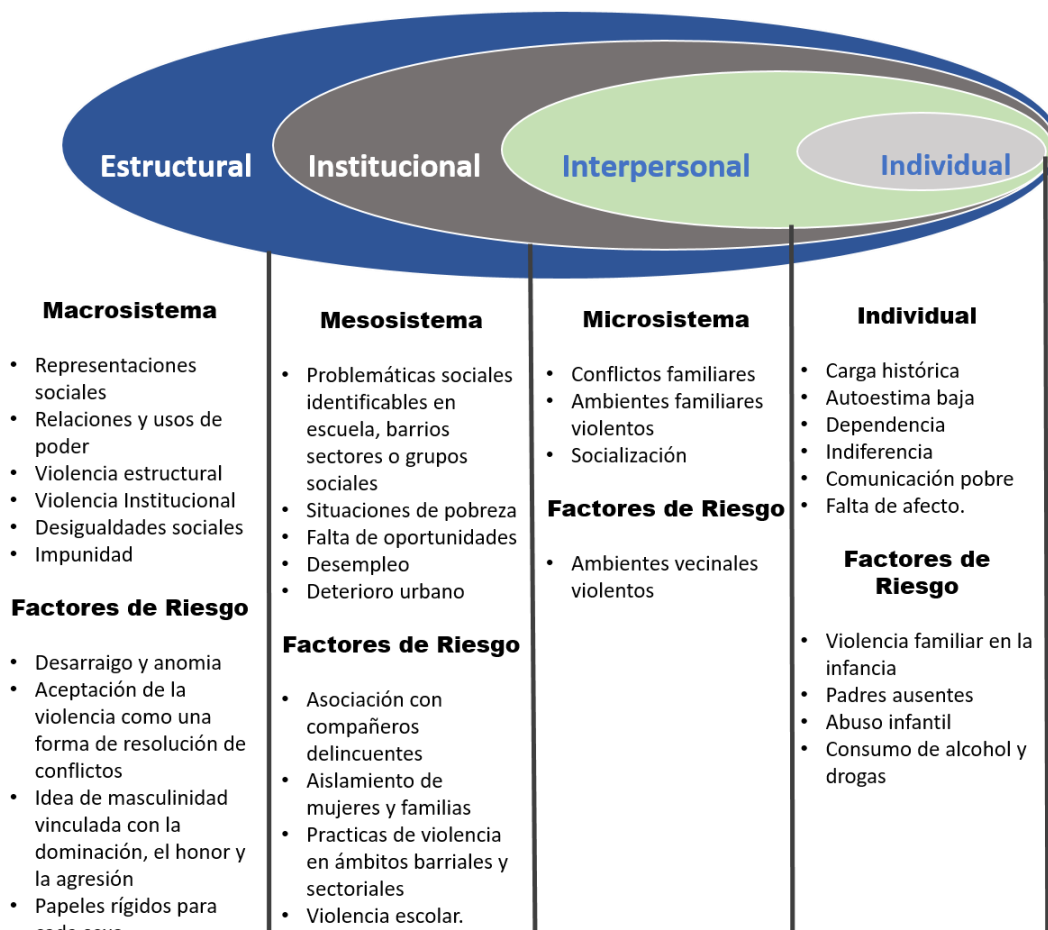 Estructural
Institucional
Interpersonal
Individual
Macrosistema
• Representaciones
sociales
• Relaciones y usos de
poder
• Violencia estructural
• Violencia Institucional
• Desigualdades sociales
• Impunidad
Factores de Riesgo
• Desarraigo y anomia
• Aceptación de la
violencia como una
forma de resolución de
conflictos
• Idea de masculinidad
vinculada con la
dominación, el honor y
la agresión
• Papeles rígidos para
Mesosistema
• Problemáticas sociales
identificables en
escuela, barrios
sectores o grupos
sociales
• Situaciones de pobreza
• Falta de oportunidades
• Desempleo
• Deterioro urbano
Factores de Riesgo
• Asociación con
compañeros
delincuentes
• Aislamiento de
mujeres y familias
• Practicas de violencia
en ámbitos barriales y
sectoriales
• Violencia escolar.
Microsistema
• Conflictos familiares
• Ambientes familiares
violentos
• Socialización
Factores de Riesgo
• Ambientes vecinales
violentos
Individual
• Carga histórica
• Autoestima baja
• Dependencia
• Indiferencia
• Comunicación pobre
• Falta de afecto.
Factores de
Riesgo
• Violencia familiar en la
infancia
• Padres ausentes
• Abuso infantil
• Consumo de alcohol y
drogas